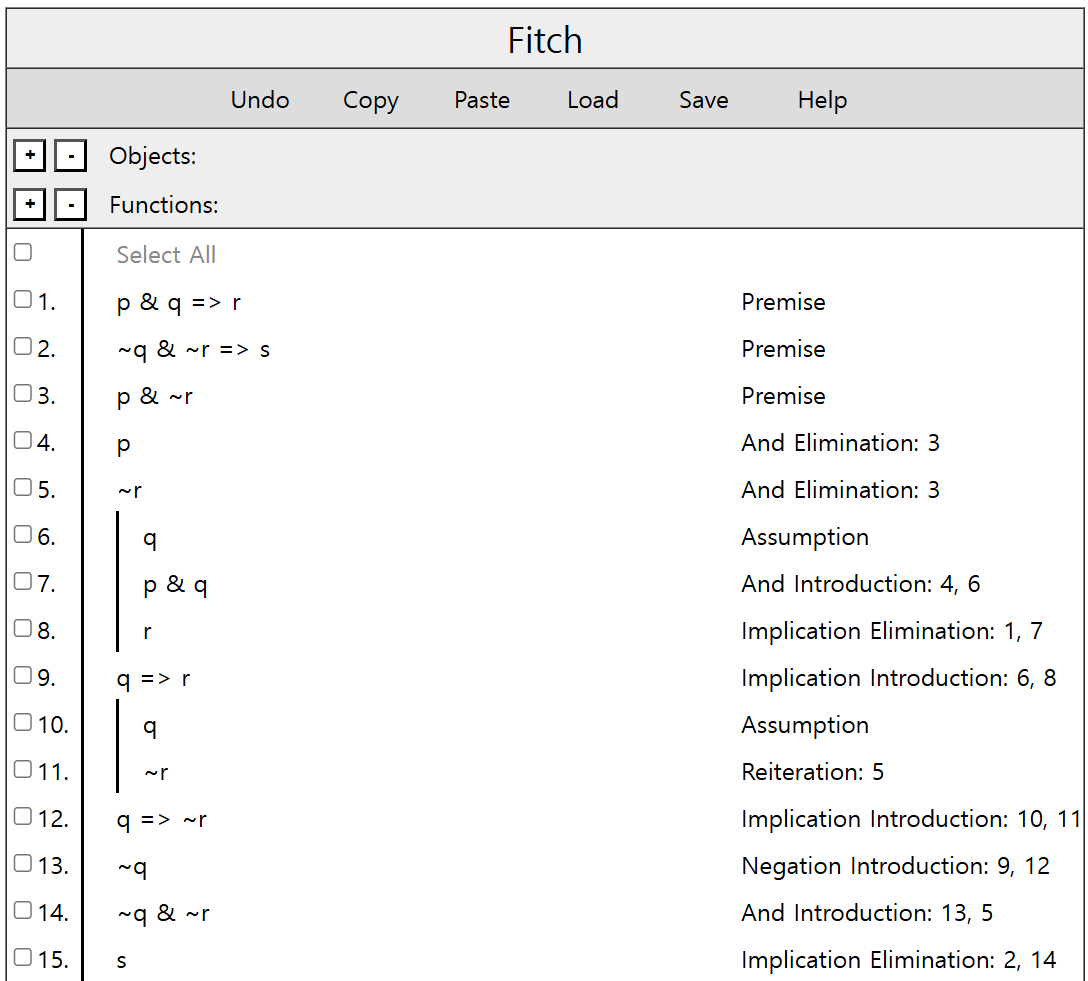 Fitch
Undo Copy Paste Load Save Help
+ - Objects:
+ - Functions:
Select All
1. p & q => r Premise
2. ~q & ~r => s Premise
3. p & ~r Premise
4. p And Elimination: 3
5. ~r And Elimination: 3
6. q Assumption
7. p & q And Introduction: 4, 6
8. r Implication Elimination: 1, 7
9. q => r Implication Introduction: 6, 8
10. q Assumption
11. ~r Reiteration: 5
12. q => ~r Implication Introduction: 10, 11
13. ~q Negation Introduction: 9, 12
14. ~q & ~r And Introduction: 13, 5
15. s Implication Elimination: 2, 14